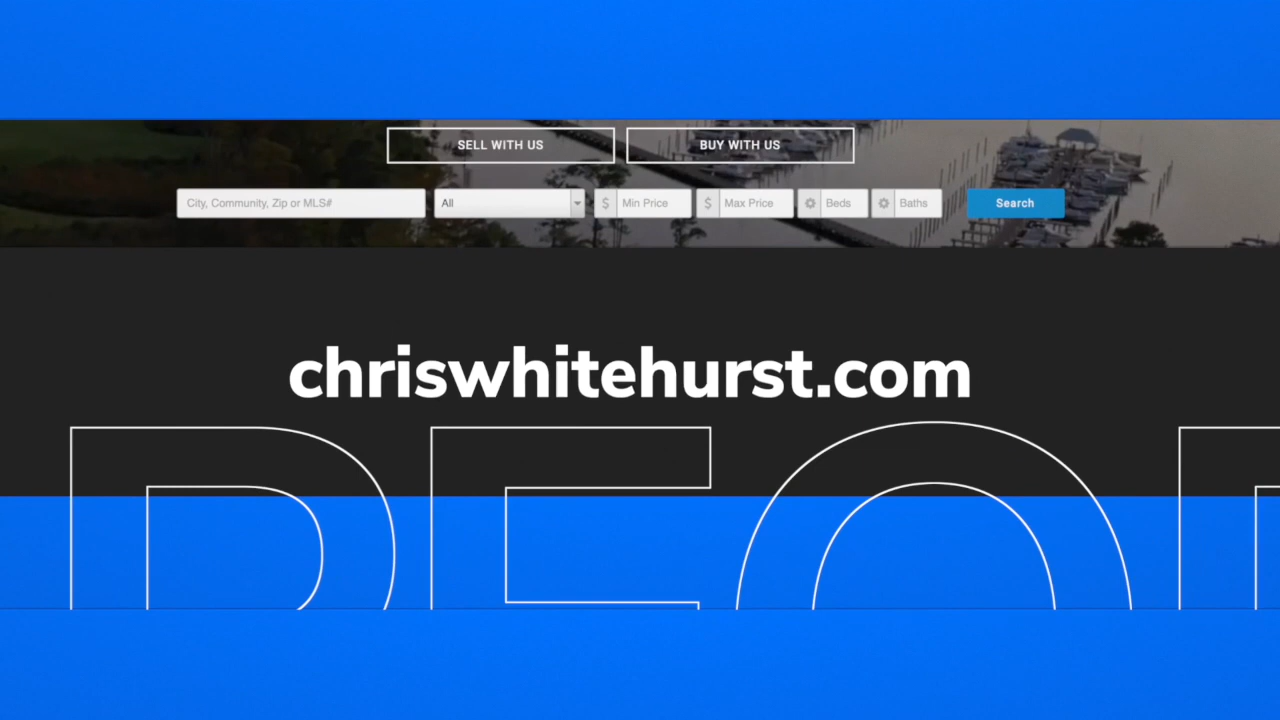 SELL WITH US BUY WITH US
City, Community, Zip or MLS# All $ Min Price $ Max Price Beds Baths Search
chriswhitehurst.com